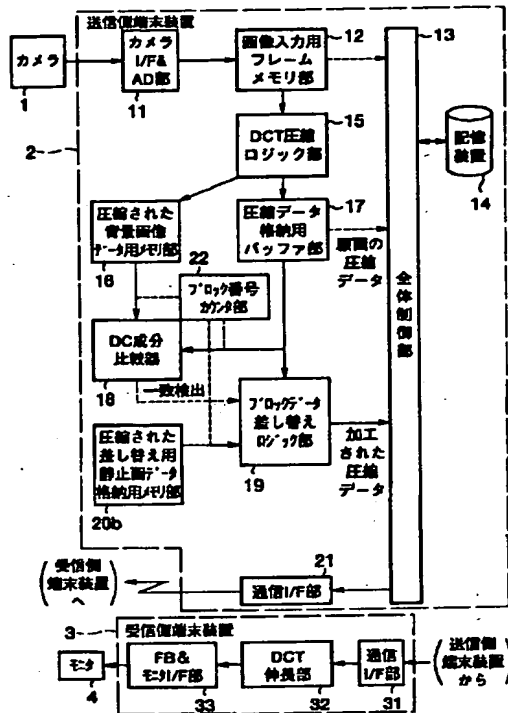 送信側端末装置
カメラ
1
カメラ
I/F&
AD部
11
画像入力用
フレーム
メモリ部
12
13
2
DCT圧縮
ロジック部
15
記憶
装置
14
圧縮された
背景画像
データ用メモリ部
16
圧縮データ
格納用
バッファ部
17
顔画の
圧縮
データ
22
ブロック番号
カウンタ部
全体制御部
DC成分
比較器
18
一致検出
ブロックデータ
差し替え
ロジック部
19
加工
された
圧縮
データ
圧縮された
差し替え用
静止画データ
格納用メモリ部
20b
受信側
端末装置
へ
21
通信I/F部
3
受信側端末装置
モニタ
4
FB&
モニタI/F部
33
DCT
伸長部
32
通信
I/F部
31
送信側
端末装置
から